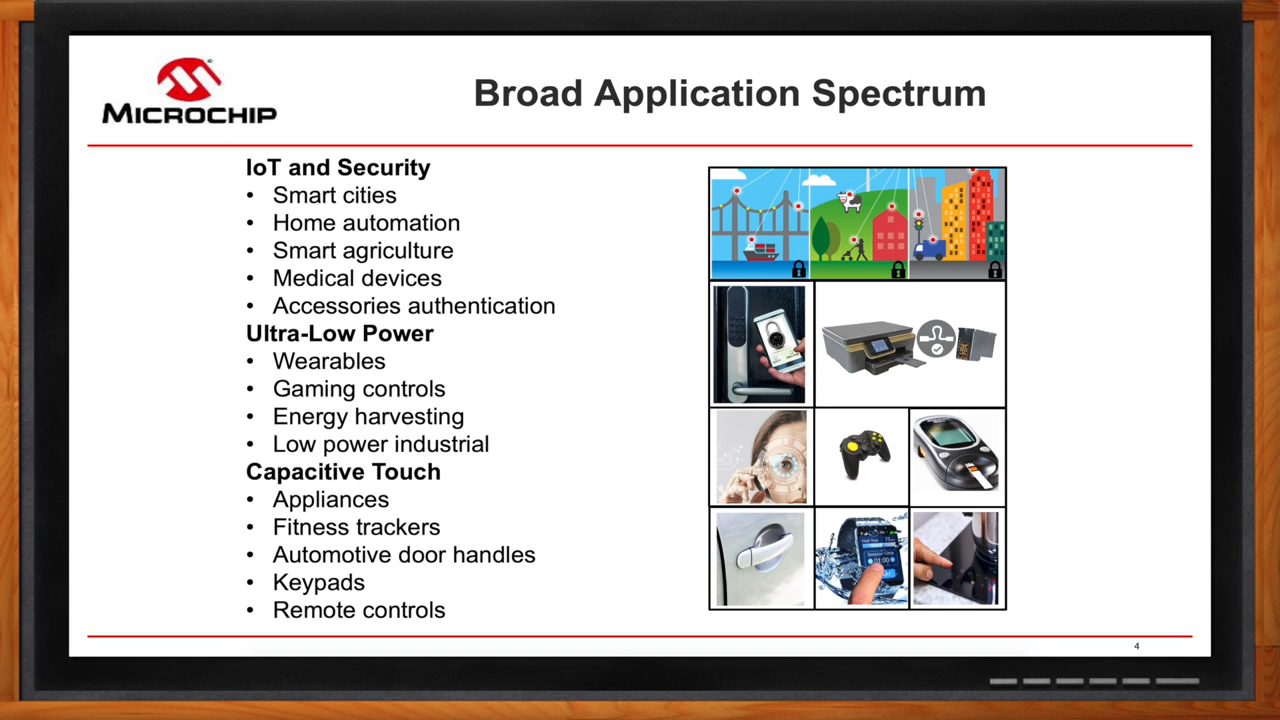 MICROCHIP
Broad Application Spectrum
IoT and Security
• Smart cities
• Home automation
• Smart agriculture
• Medical devices
• Accessories authentication
Ultra-Low Power
• Wearables
• Gaming controls
• Energy harvesting
• Low power industrial
Capacitive Touch
• Appliances
• Fitness trackers
• Automotive door handles
• Keypads
• Remote controls
4